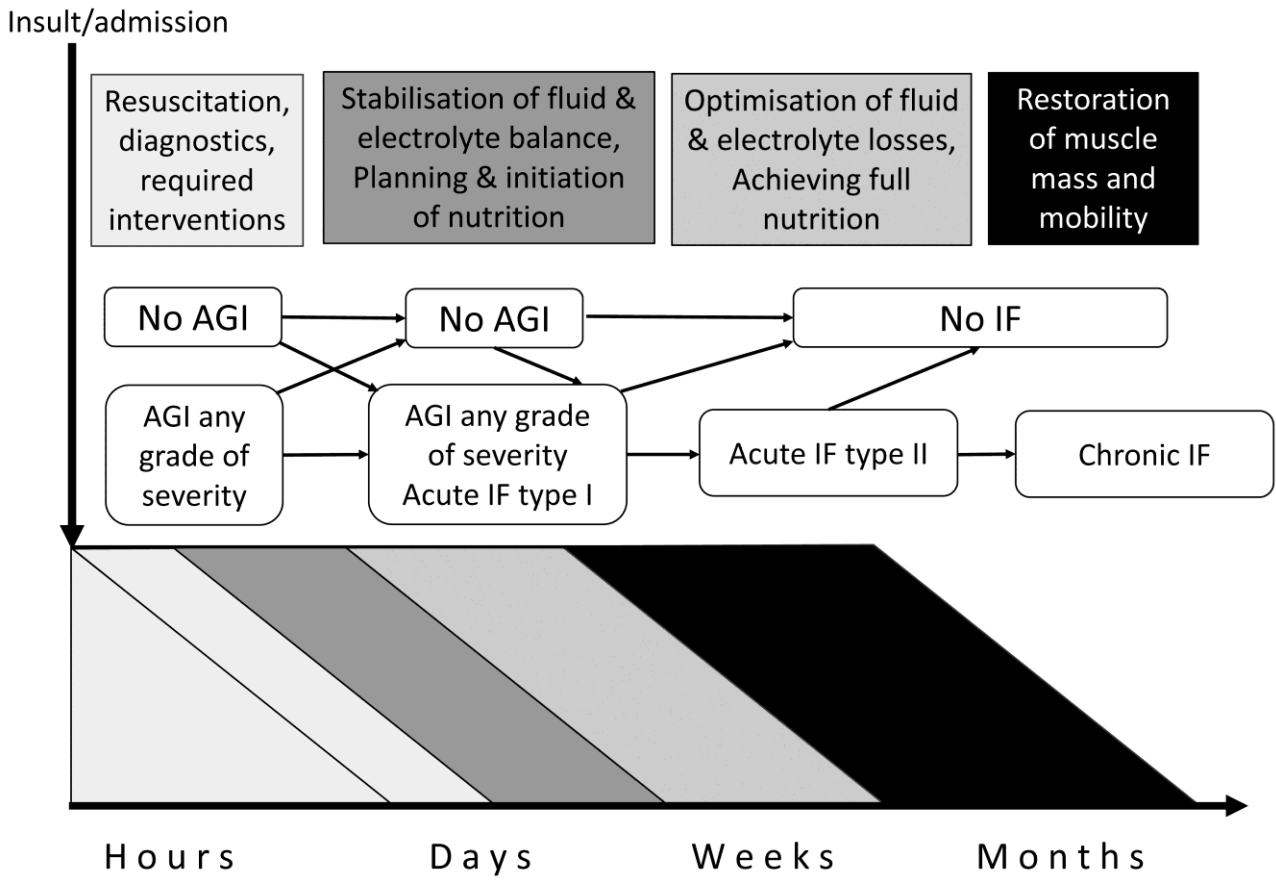 Insult/admission
Resuscitation,
diagnostics,
required
interventions
Stabilisation of fluid &
electrolyte balance,
Planning & initiation
of nutrition
Optimisation of fluid
& electrolyte losses,
Achieving full
nutrition
Restoration
of muscle
mass and
mobility
No AGI
No AGI
No IF
AGI any
grade of
severity
AGI any grade
of severity
Acute IF type I
Acute IF type II
Chronic IF
Hours
Days
Weeks
Months